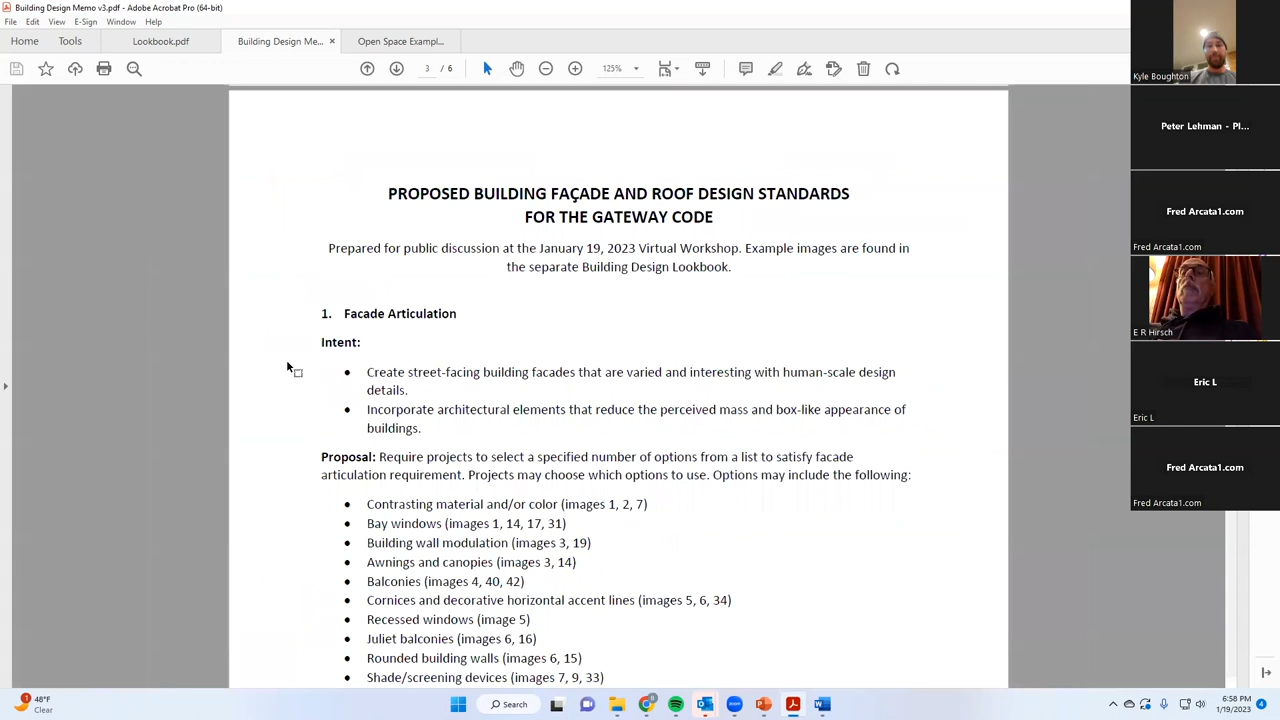 Building Design Memo v3.pdf - Adobe Acrobat Pro (64-bit)
File Edit View E-Sign Window Help
Home Tools Lookbook.pdf Building Design Me... × Open Space Exampl...
3 / 6 125%
PROPOSED BUILDING FAÇADE AND ROOF DESIGN STANDARDS
FOR THE GATEWAY CODE
Prepared for public discussion at the January 19, 2023 Virtual Workshop. Example images are found in
the separate Building Design Lookbook.
1. Facade Articulation
Intent:
• Create street-facing building facades that are varied and interesting with human-scale design
details.
• Incorporate architectural elements that reduce the perceived mass and box-like appearance of
buildings.
Proposal: Require projects to select a specified number of options from a list to satisfy facade
articulation requirement. Projects may choose which options to use. Options may include the following:
• Contrasting material and/or color (images 1, 2, 7)
• Bay windows (images 1, 14, 17, 31)
• Building wall modulation (images 3, 19)
• Awnings and canopies (images 3, 14)
• Balconies (images 4, 40, 42)
• Cornices and decorative horizontal accent lines (images 5, 6, 34)
• Recessed windows (image 5)
• Juliet balconies (images 6, 16)
• Rounded building walls (images 6, 15)
• Shade/screening devices (images 7, 9, 33)
Kyle Boughton
Peter Lehman - Pl...
Fred Arcata1.com
Fred Arcata1.com
E R Hirsch
Eric L
Eric L
Fred Arcata1.com
Fred Arcata1.com
1
48°F
Clear
Search
6:58 PM
1/19/2023
4